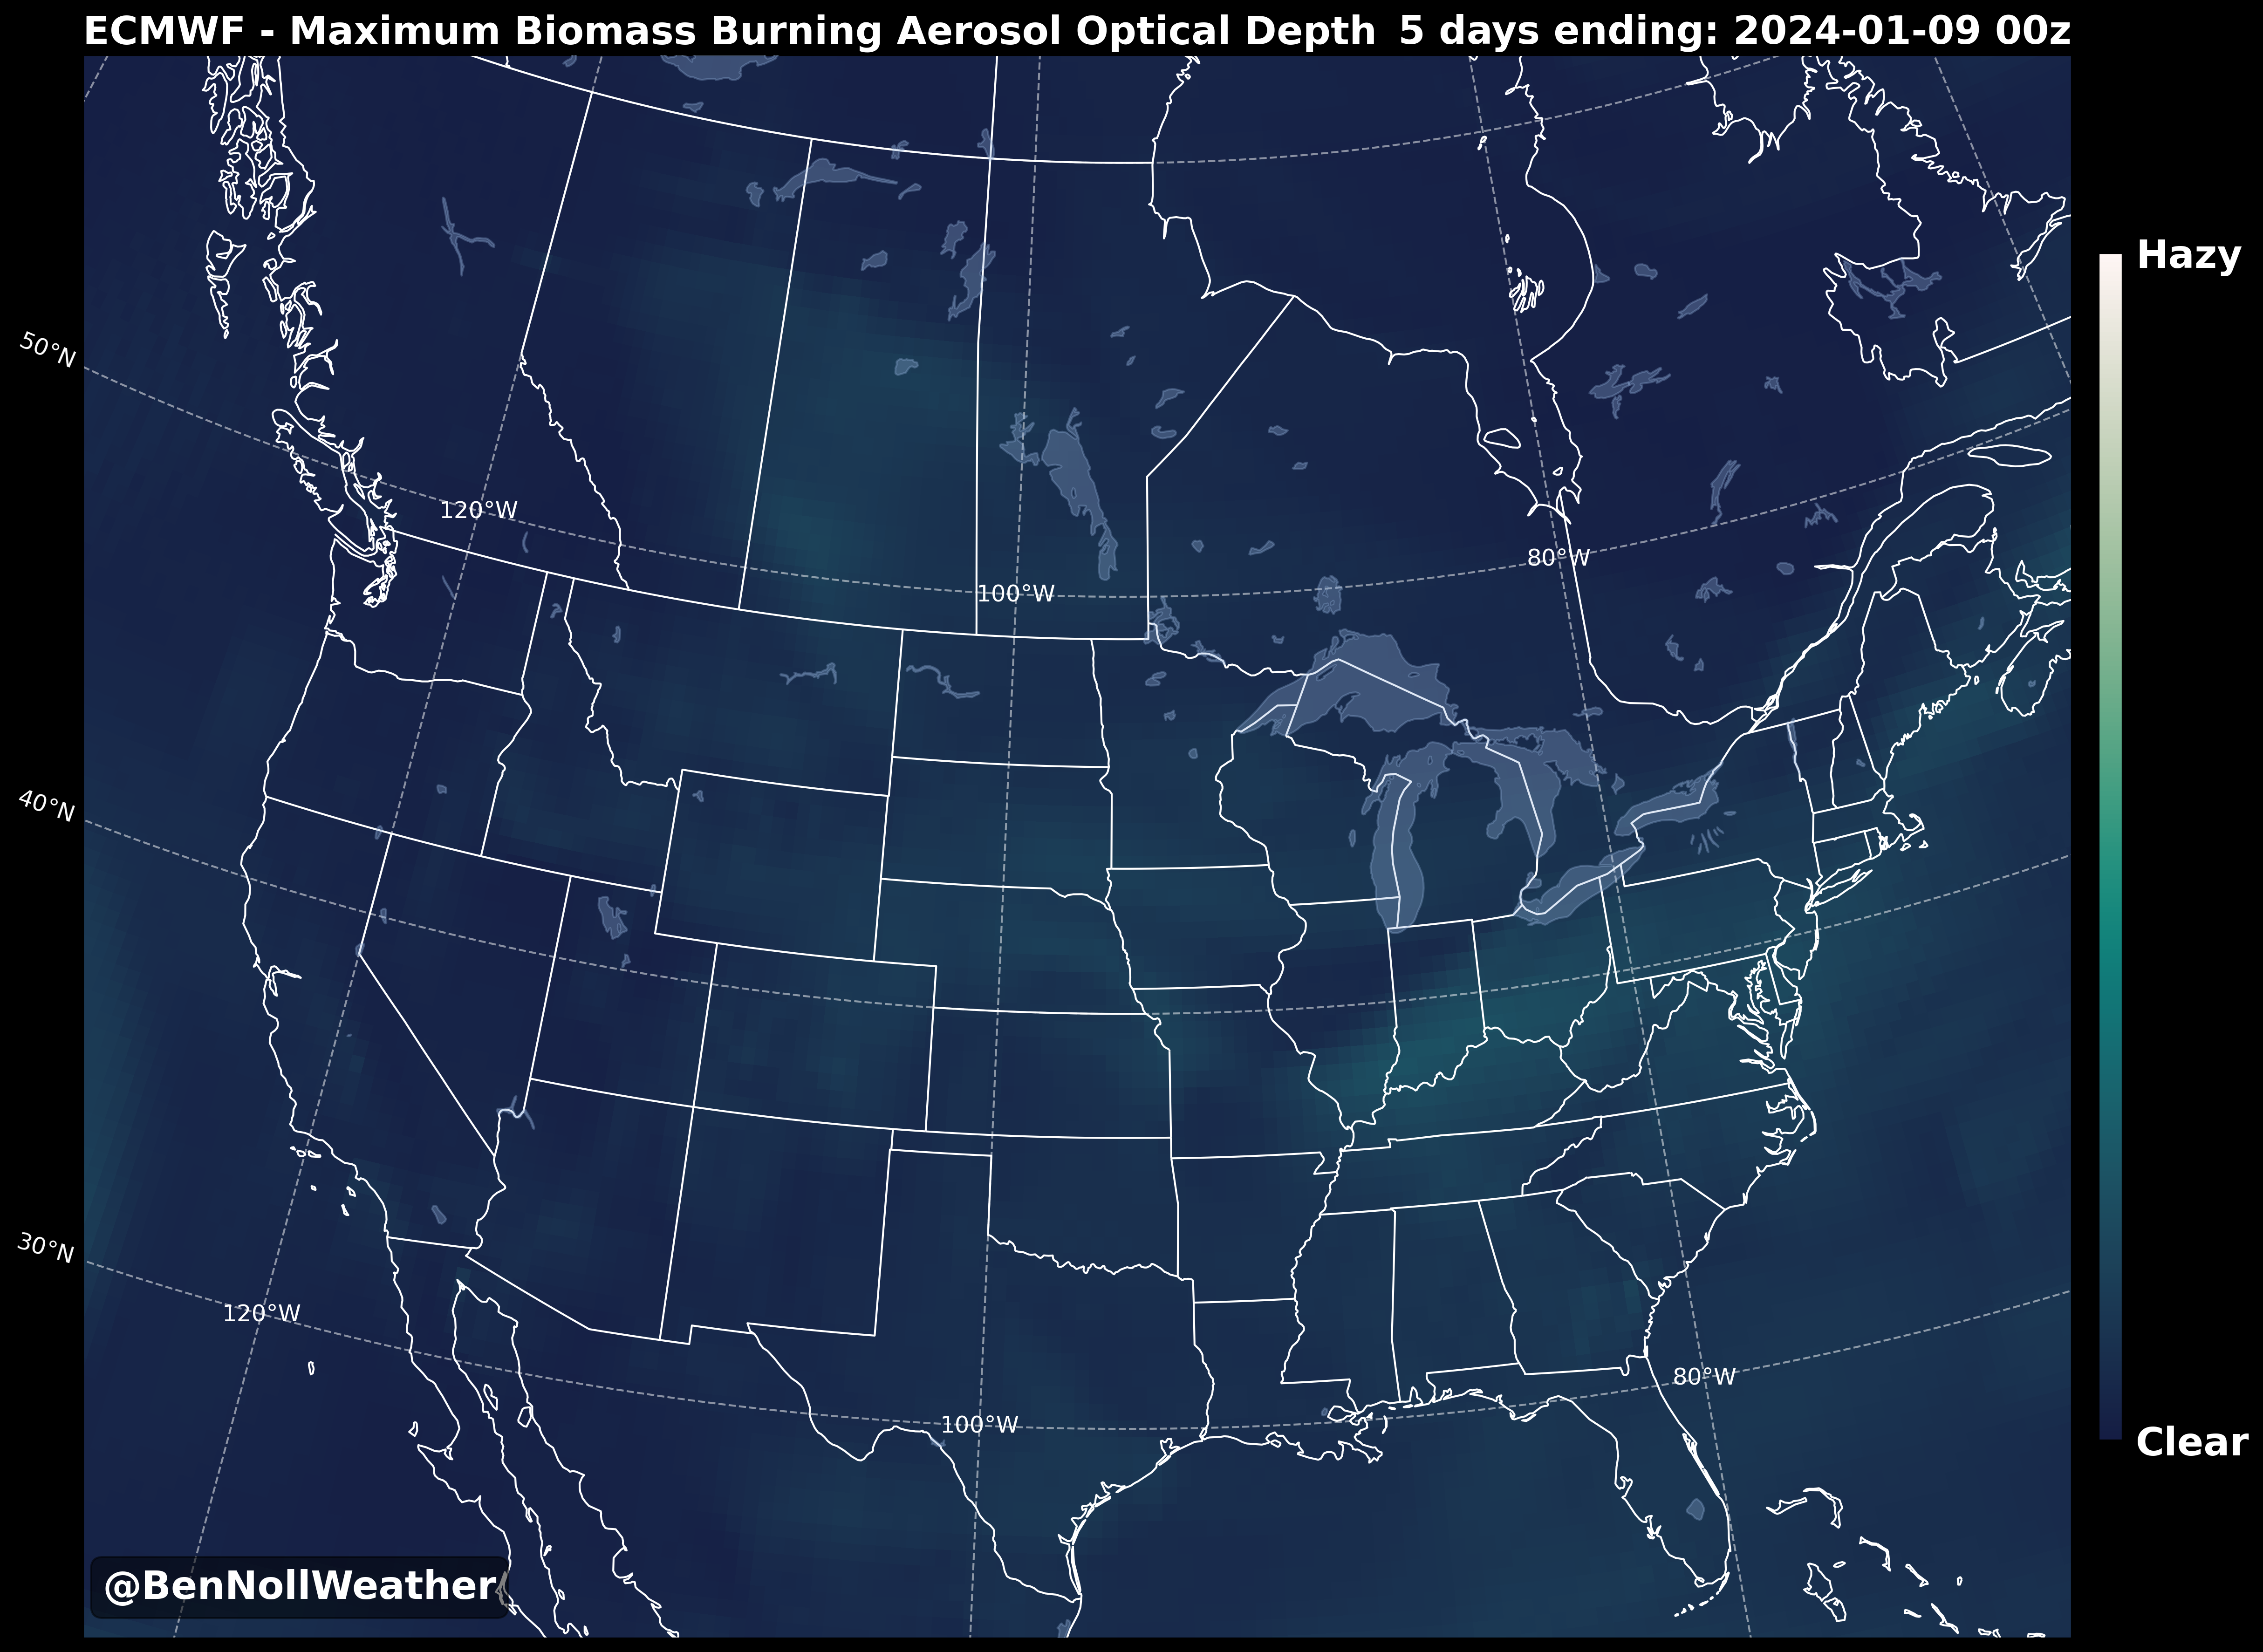 ECMWF - Maximum Biomass Burning Aerosol Optical Depth 5 days ending: 2024-01-09 00z
Hazy
50°N
120°W
80°W
100°W
40°N
30°N
120°W
80°W
100°W
Clear
@BenNollWeather